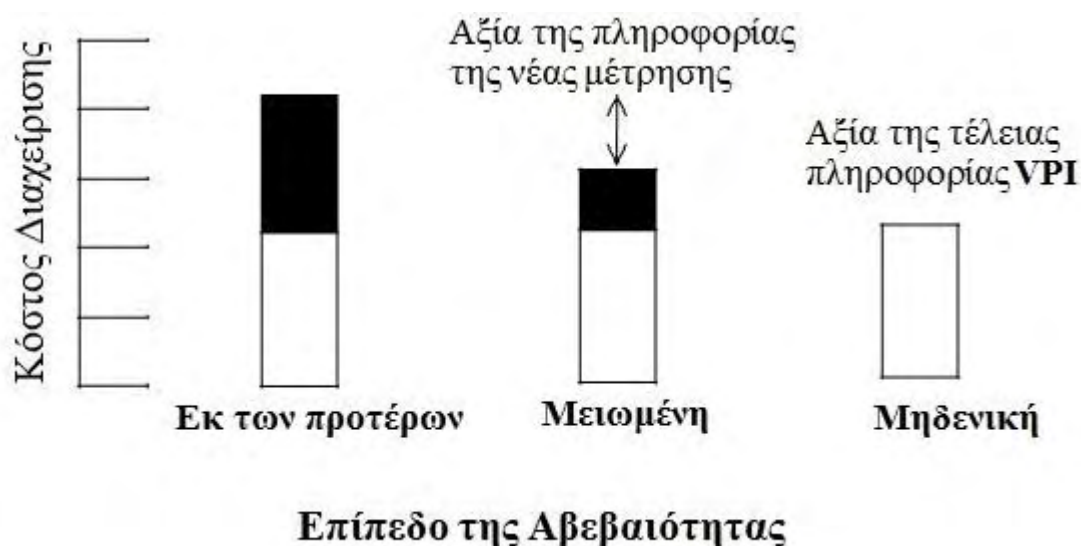 Κόστος Διαχείρισης
Αξία της πληροφορίας
της νέας μέτρησης
Αξία της τέλειας
πληροφορίας VPI
Εκ των προτέρων
Μειωμένη
Μηδενική
Επίπεδο της Αβεβαιότητας